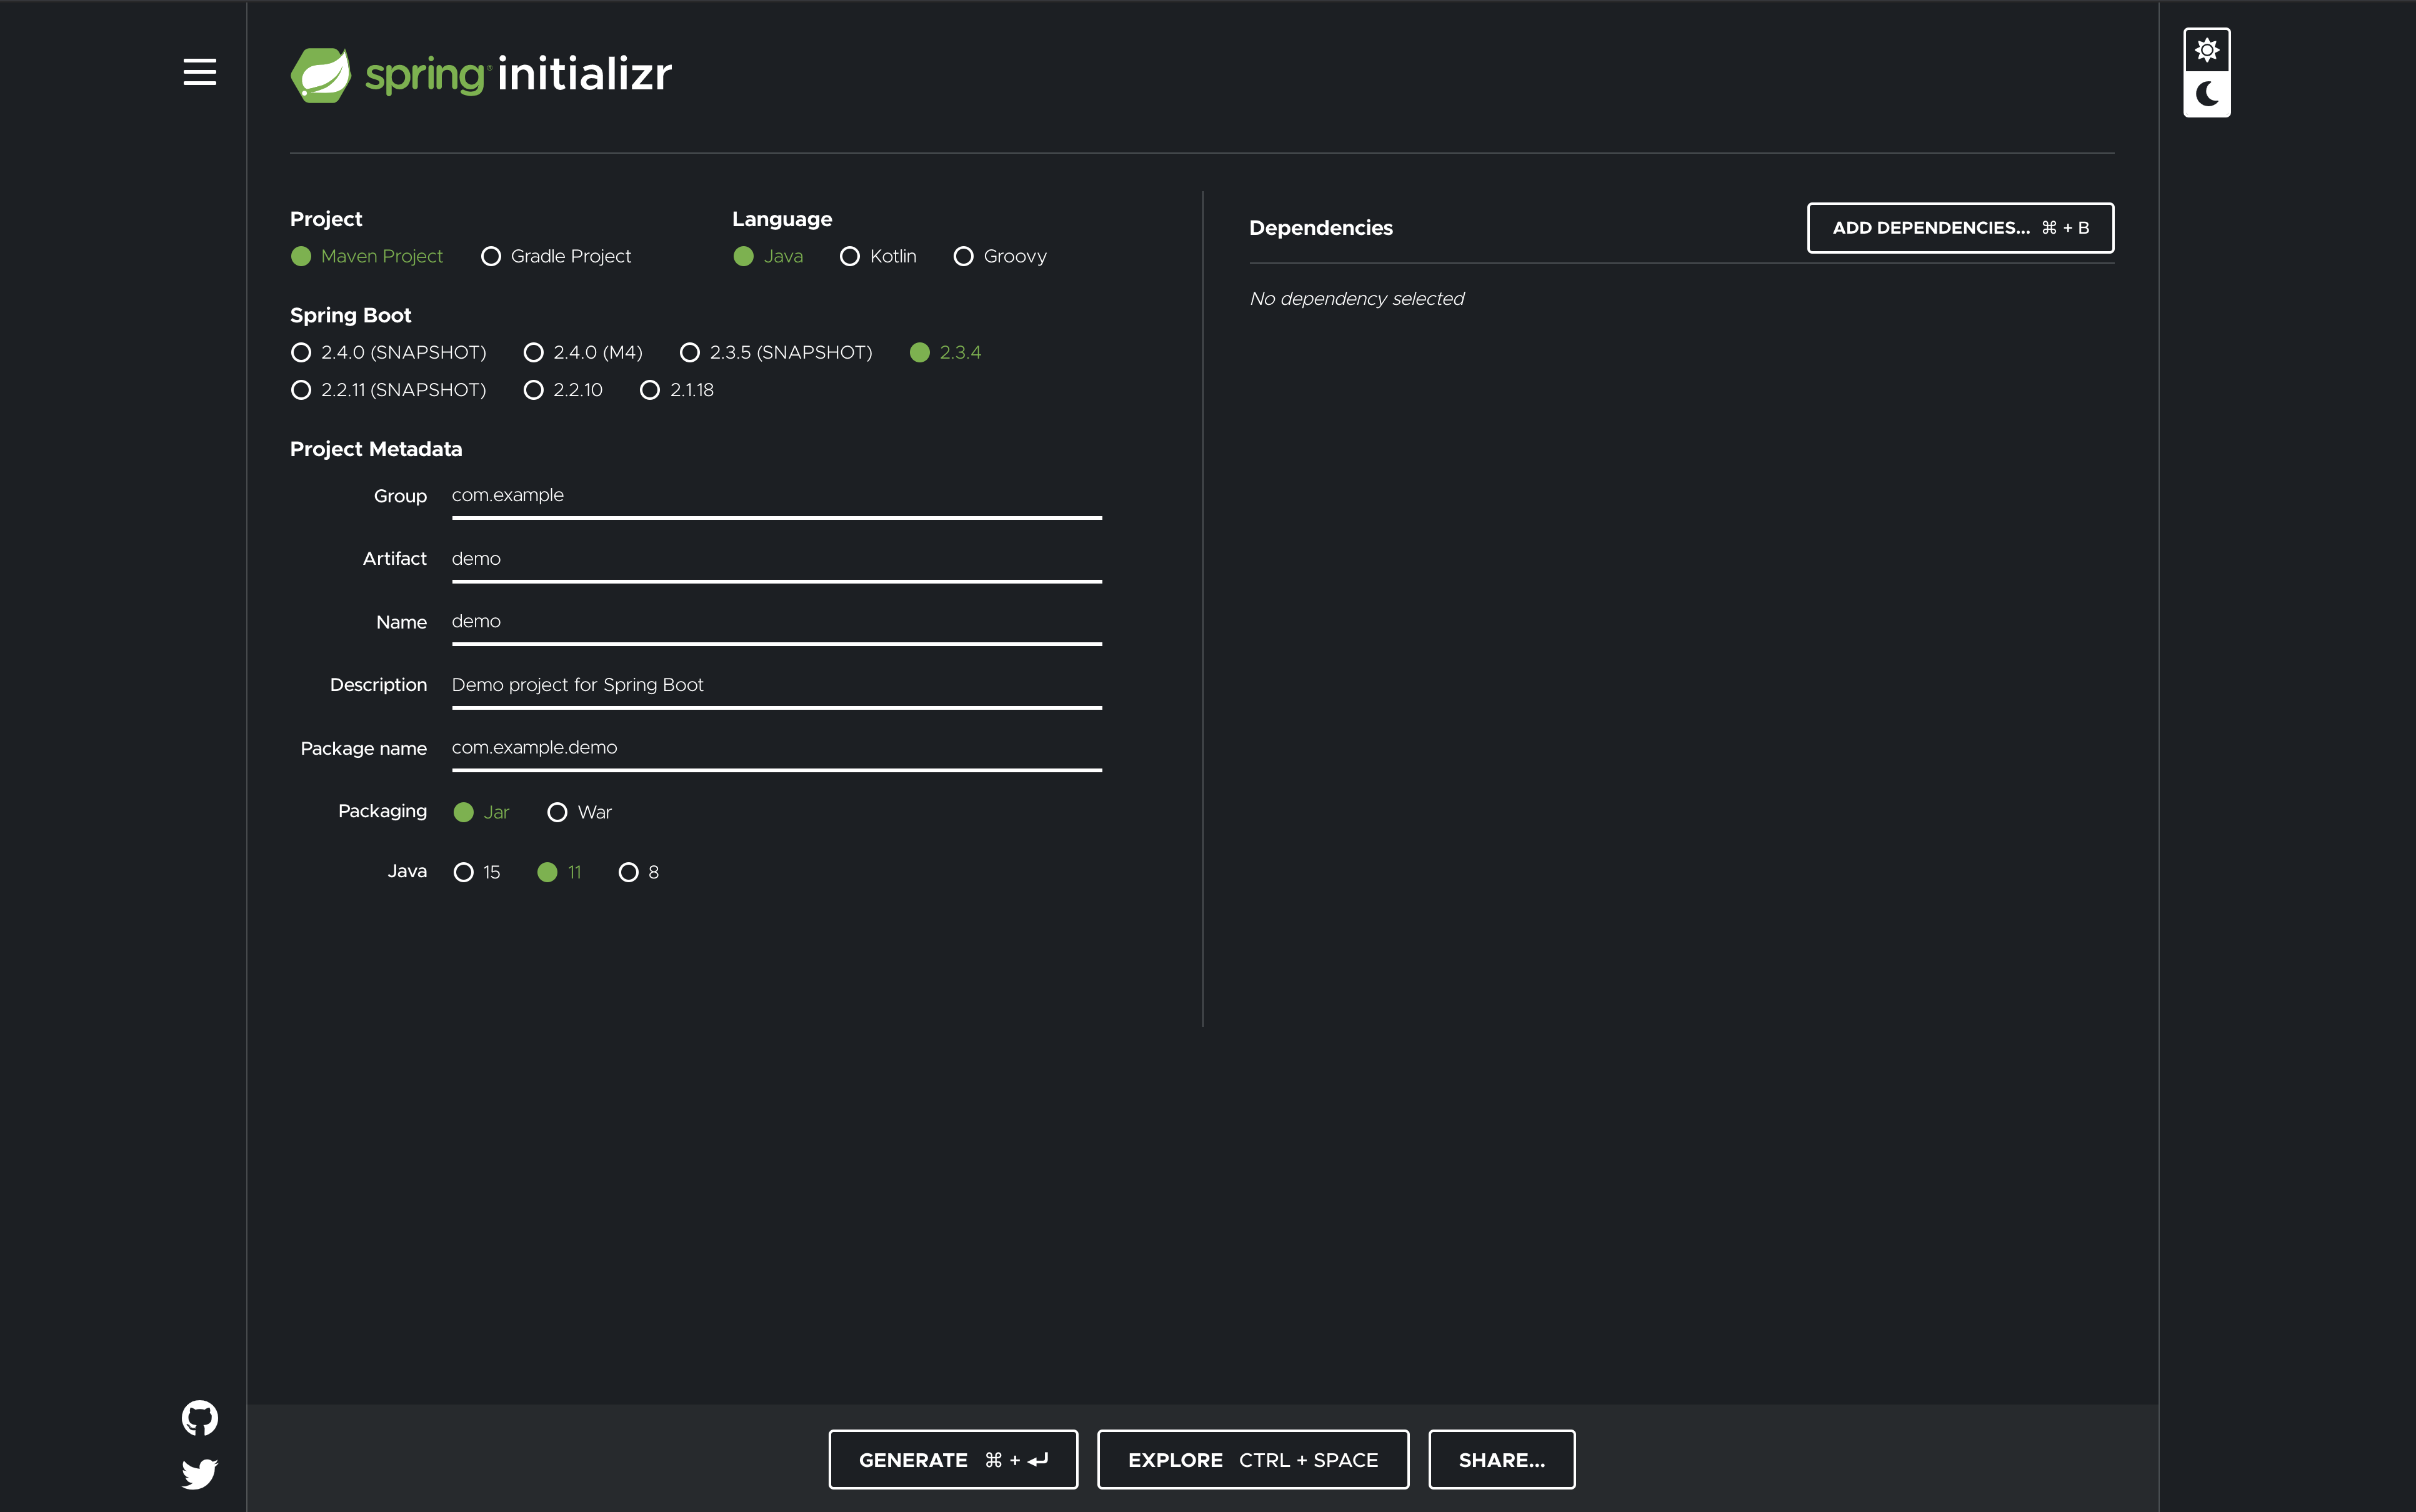 spring initializr
Project
Maven Project Gradle Project
Language
Java Kotlin Groovy
Spring Boot
2.4.0 (SNAPSHOT) 2.4.0 (M4) 2.3.5 (SNAPSHOT) 2.3.4
2.2.11 (SNAPSHOT) 2.2.10 2.1.18
Project Metadata
Group com.example
Artifact demo
Name demo
Description Demo project for Spring Boot
Package name com.example.demo
Packaging Jar War
Java 15 11 8
Dependencies
ADD DEPENDENCIES... ⌘ + B
No dependency selected
GENERATE ⌘ + ⏎
EXPLORE CTRL + SPACE
SHARE...